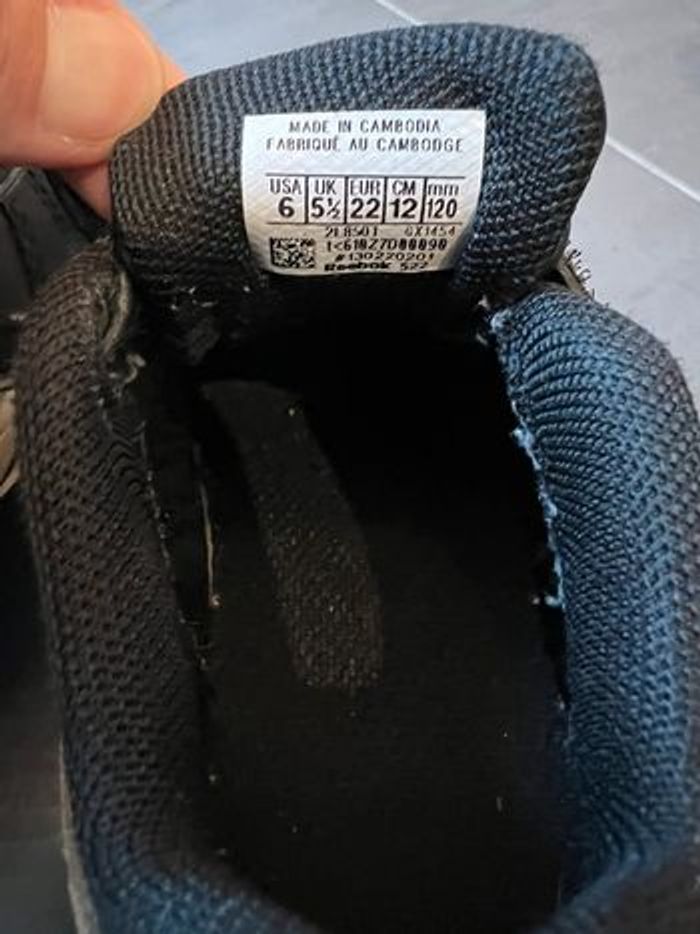 MADE IN CAMBODIA
FABRIQUÉ AU CAMBODGE
USA UK EUR CM mm
6 5½ 22 12 120
2L8501 GX1454
#130220201
Reebok 522